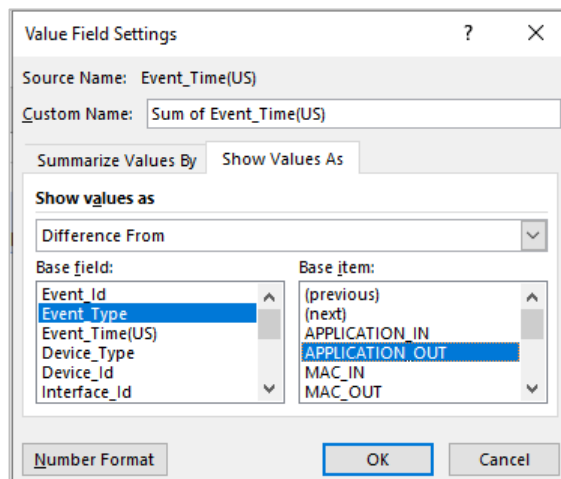 Value Field Settings ? ×
Source Name: Event_Time(US)
Custom Name: Sum of Event_Time(US)
Summarize Values By Show Values As
Show values as
Difference From
Base field: Base item:
Event_Id (previous)
Event_Type (next)
Event_Time(US) APPLICATION_IN
Device_Type APPLICATION_OUT
Device_Id MAC_IN
Interface_Id MAC_OUT
Number Format OK Cancel